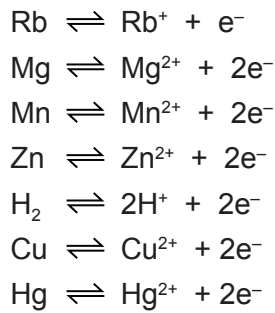 Rb ⇌ Rb⁺ + e⁻
Mg ⇌ Mg²⁺ + 2e⁻
Mn ⇌ Mn²⁺ + 2e⁻
Zn ⇌ Zn²⁺ + 2e⁻
H₂ ⇌ 2H⁺ + 2e⁻
Cu ⇌ Cu²⁺ + 2e⁻
Hg ⇌ Hg²⁺ + 2e⁻